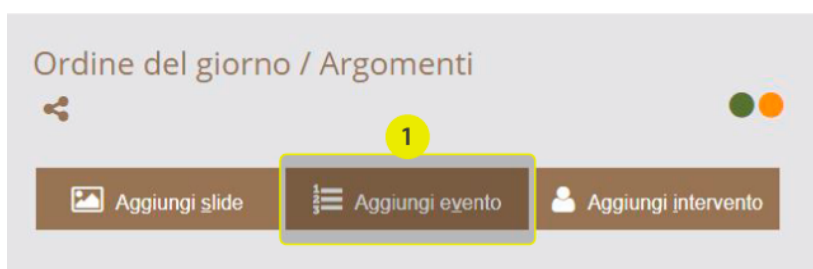 Ordine del giorno / Argomenti
1
Aggiungi slide
Aggiungi evento
Aggiungi intervento